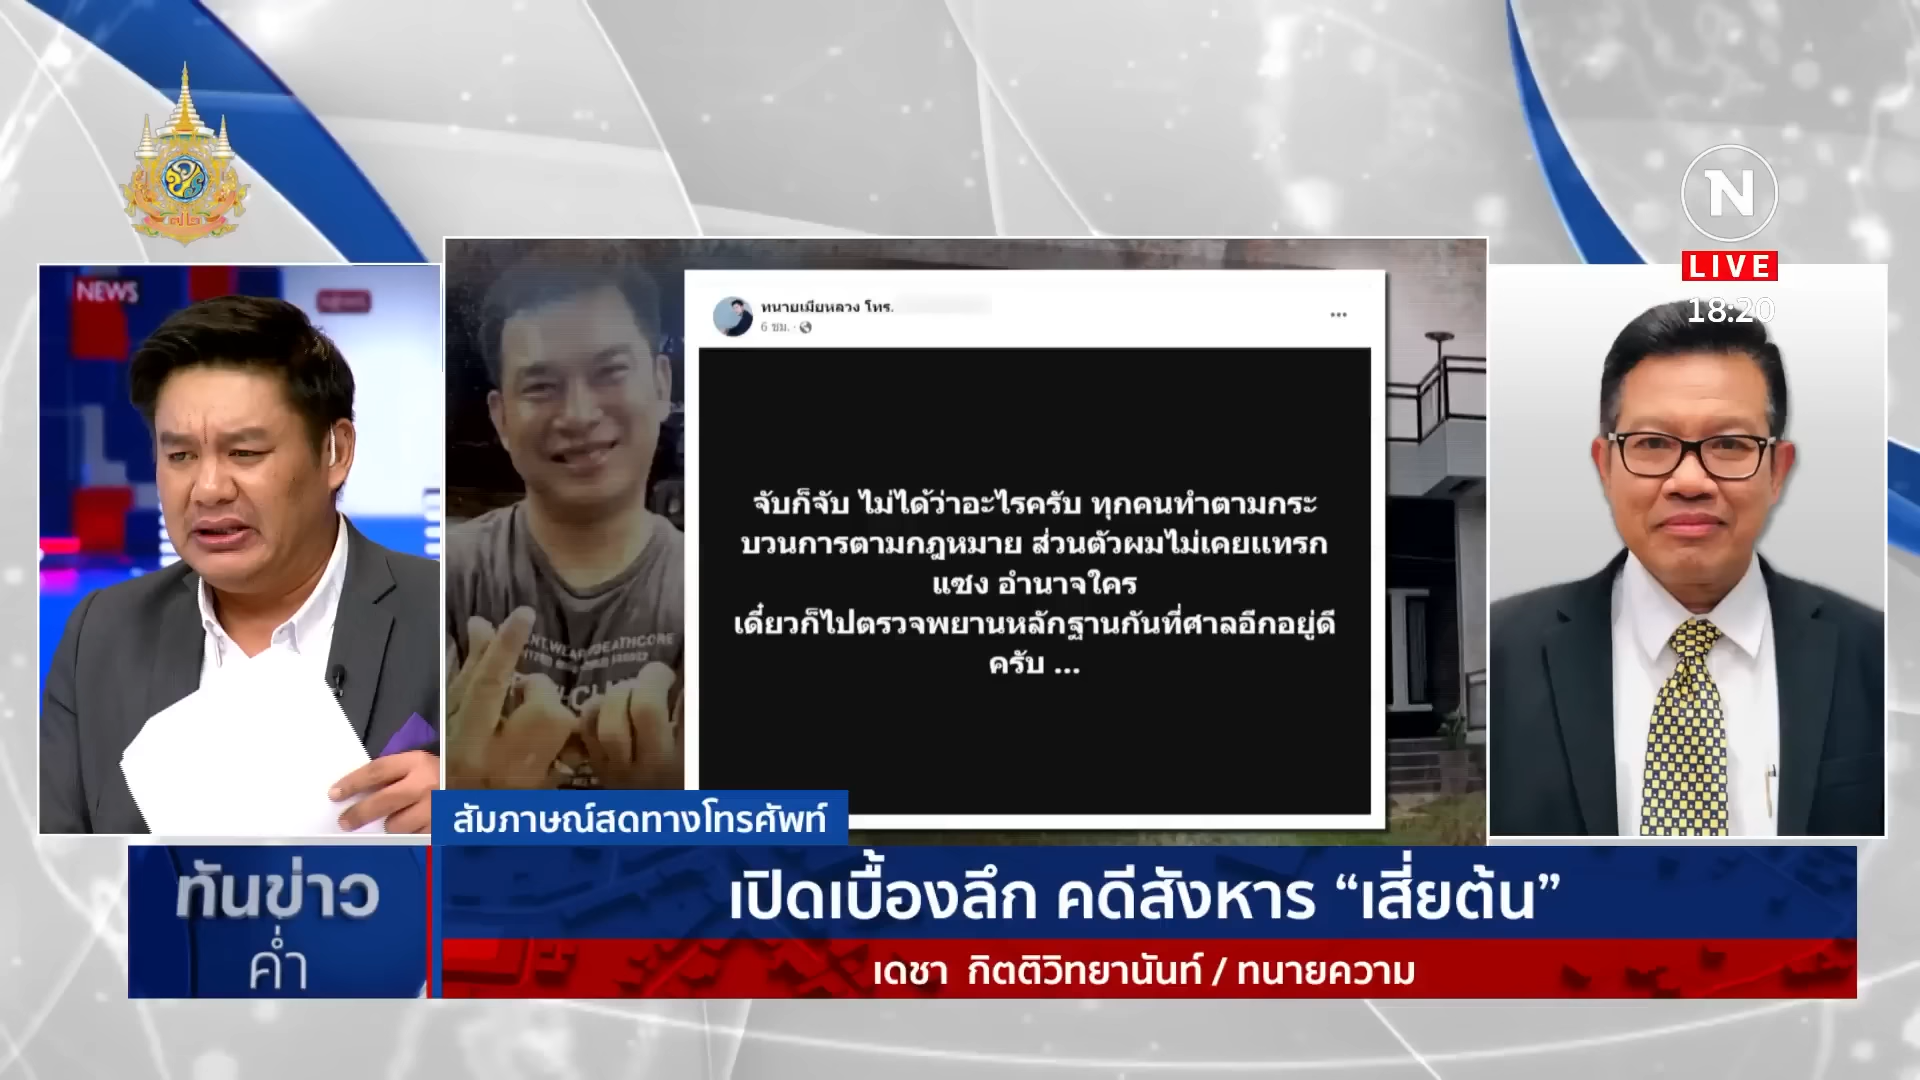 N
LIVE
18:20
NEWS
ทนายเมียหลวง โทร.
6 ชม.
จับก็จับ ไม่ได้ว่าอะไรครับ ทุกคนทำตามกระ
บวนการตามกฎหมาย ส่วนตัวผมไม่เคยแทรก
แซง อำนาจใคร
เดี๋ยวก็ไปตรวจพยานหลักฐานกันที่ศาลอีกอยู่ดี
ครับ ...
สัมภาษณ์สดทางโทรศัพท์
ทันข่าว
ค่ำ
เปิดเบื้องลึก คดีสังหาร “เสี่ยต้น”
เดชา กิตติวิทยานันท์ / ทนายความ